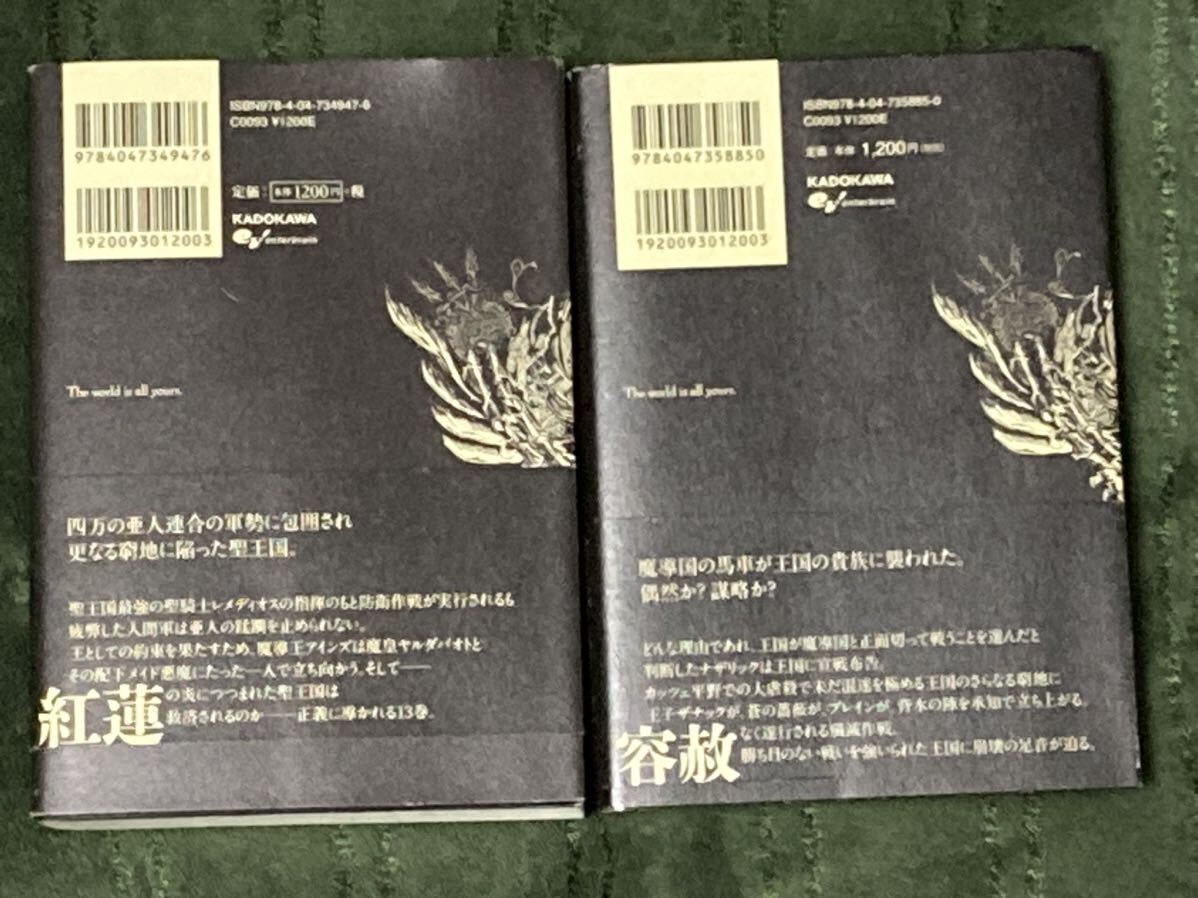 ISBN978-4-04-734947-6
C0093 ¥1200E
9784047349476
1920093012003
定価：本体1200円+税
KADOKAWA
enterbrain
The world is all yours.
四万の亜人連合の軍勢に包囲され
更なる窮地に陥った聖王国。
聖王国最強の聖騎士レメディオスの指揮のもと防衛作戦が実行されるも
疲弊した人間軍は亜人の蹂躙を止められない。
王としての約束を果たすため、魔導王アインズは魔皇ヤルダバオトと
その配下メイド悪魔にたった一人で立ち向かう。そして――
紅蓮の炎につつまれた聖王国は
救済されるのか――正義に導かれる13巻。
ISBN978-4-04-735885-0
C0093 ¥1200E
9784047358850
1920093012003
定価 本体 1,200円(税別)
KADOKAWA
enterbrain
The world is all yours.
魔導国の馬車が王国の貴族に襲われた。
偶然か？謀略か？
どんな理由であれ、王国が魔導国と正面切って戦うことを選んだと
判断したナザリックは王国に宣戦布告。
カッツェ平野での大虐殺で未だ混迷を極める王国のさらなる窮地に
王子ザナックが、蒼の薔薇が、ブレインが、背水の陣を承知で立ち上がる。
容赦なく遂行される殲滅作戦。
勝ち目のない戦いを強いられた王国に崩壊の足音が迫る。